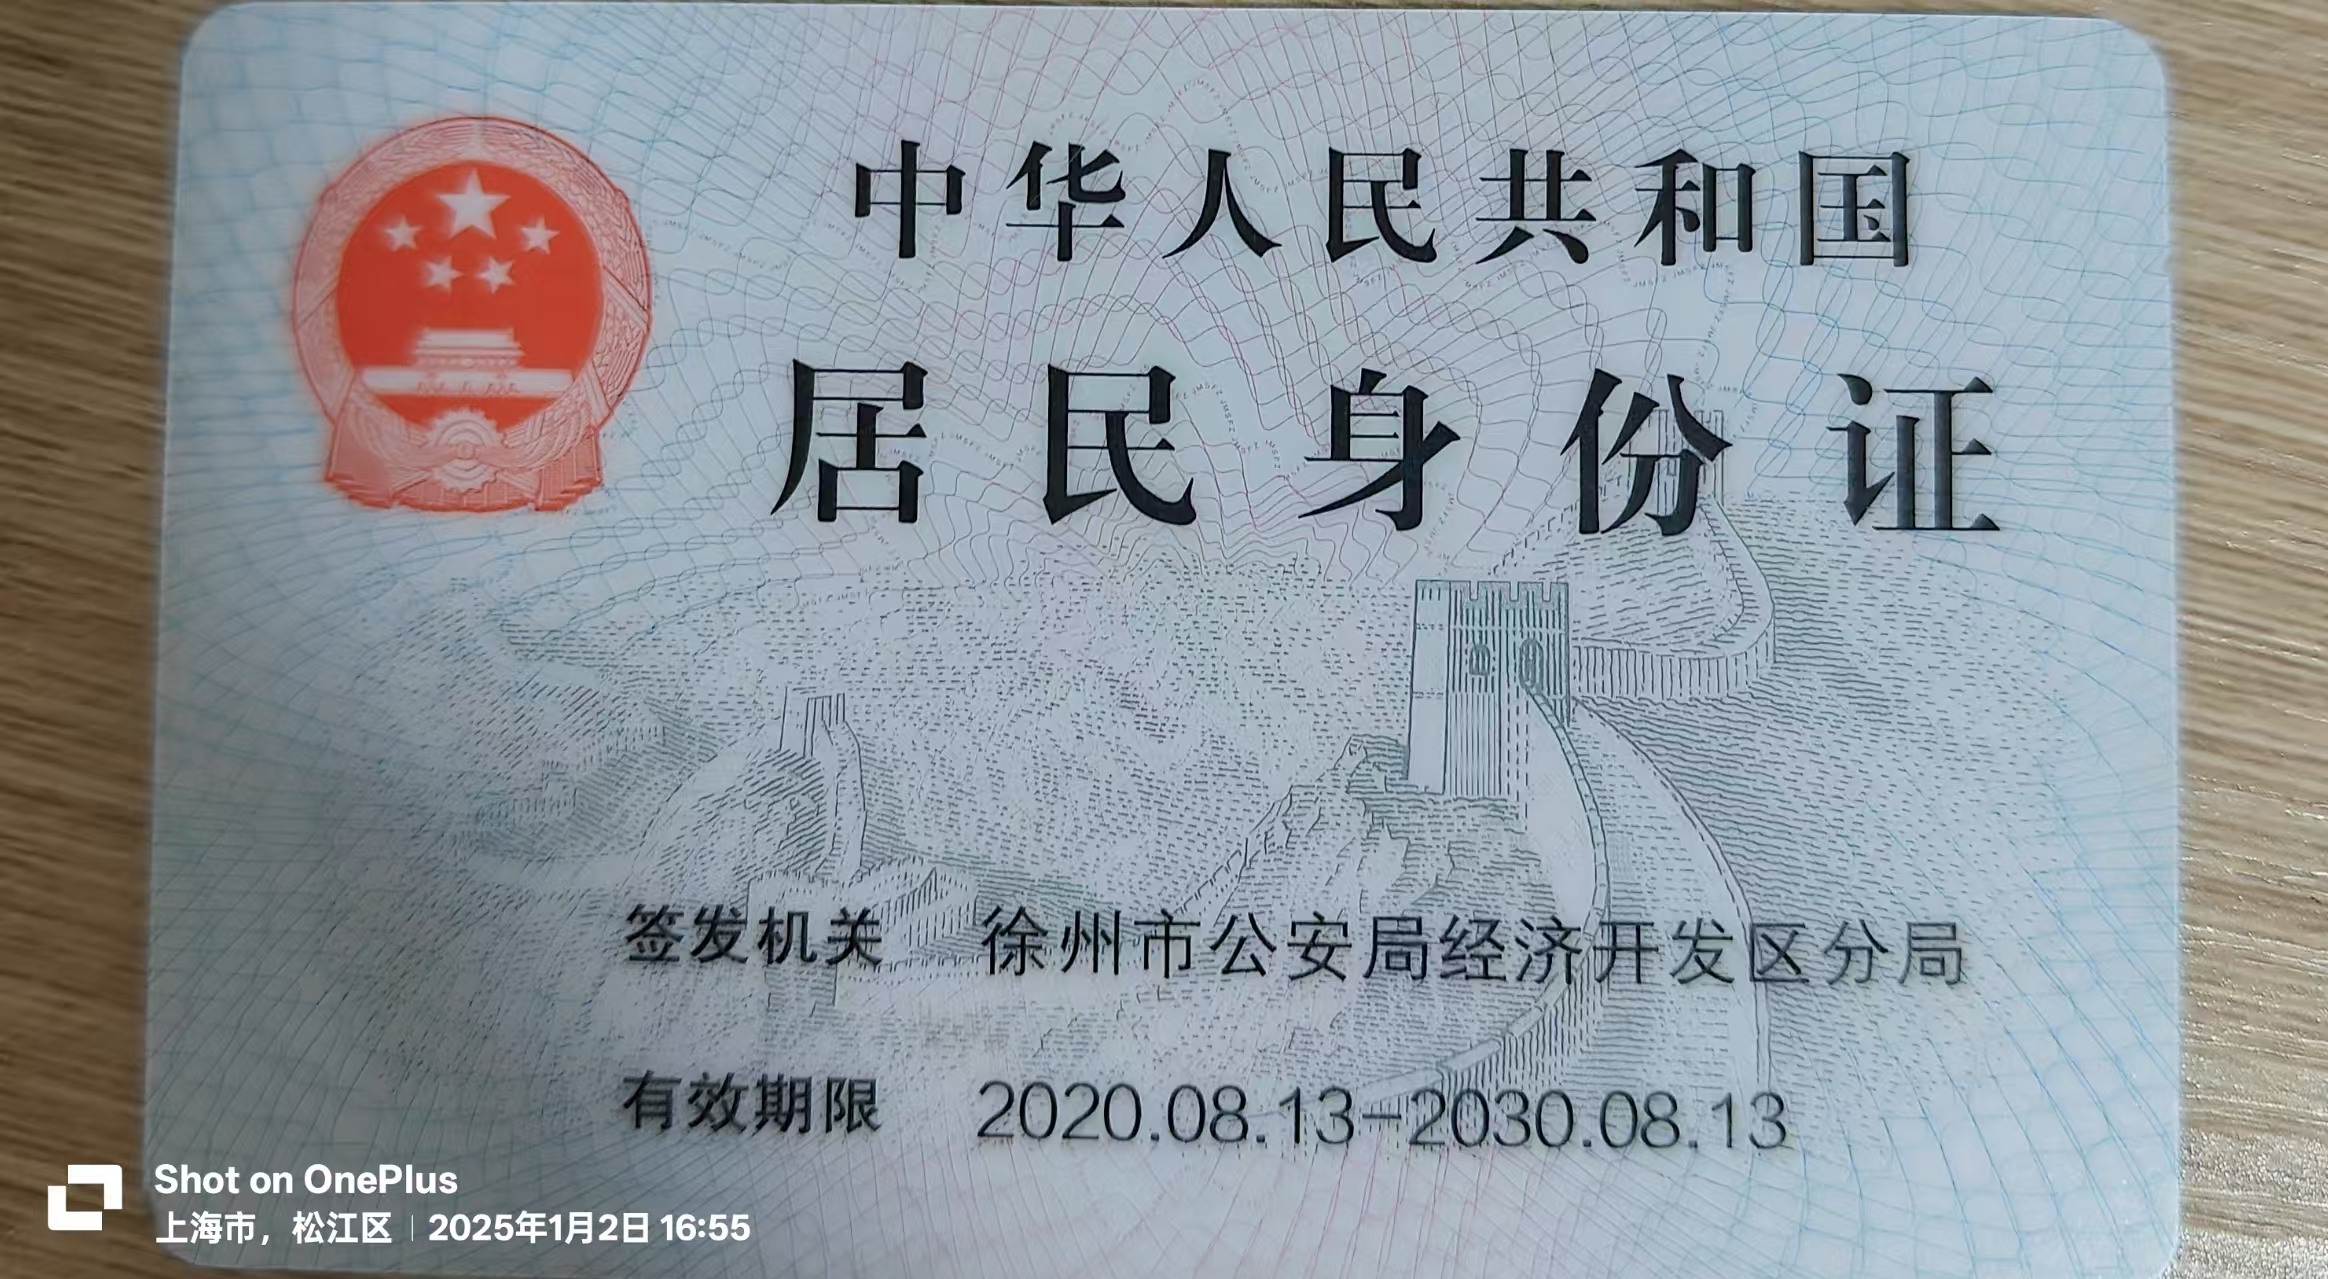 中华人民共和国
居民身份证
签发机关 徐州市公安局经济开发区分局
有效期限 2020.08.13-2030.08.13
Shot on OnePlus
上海市，松江区 | 2025年1月2日 16:55